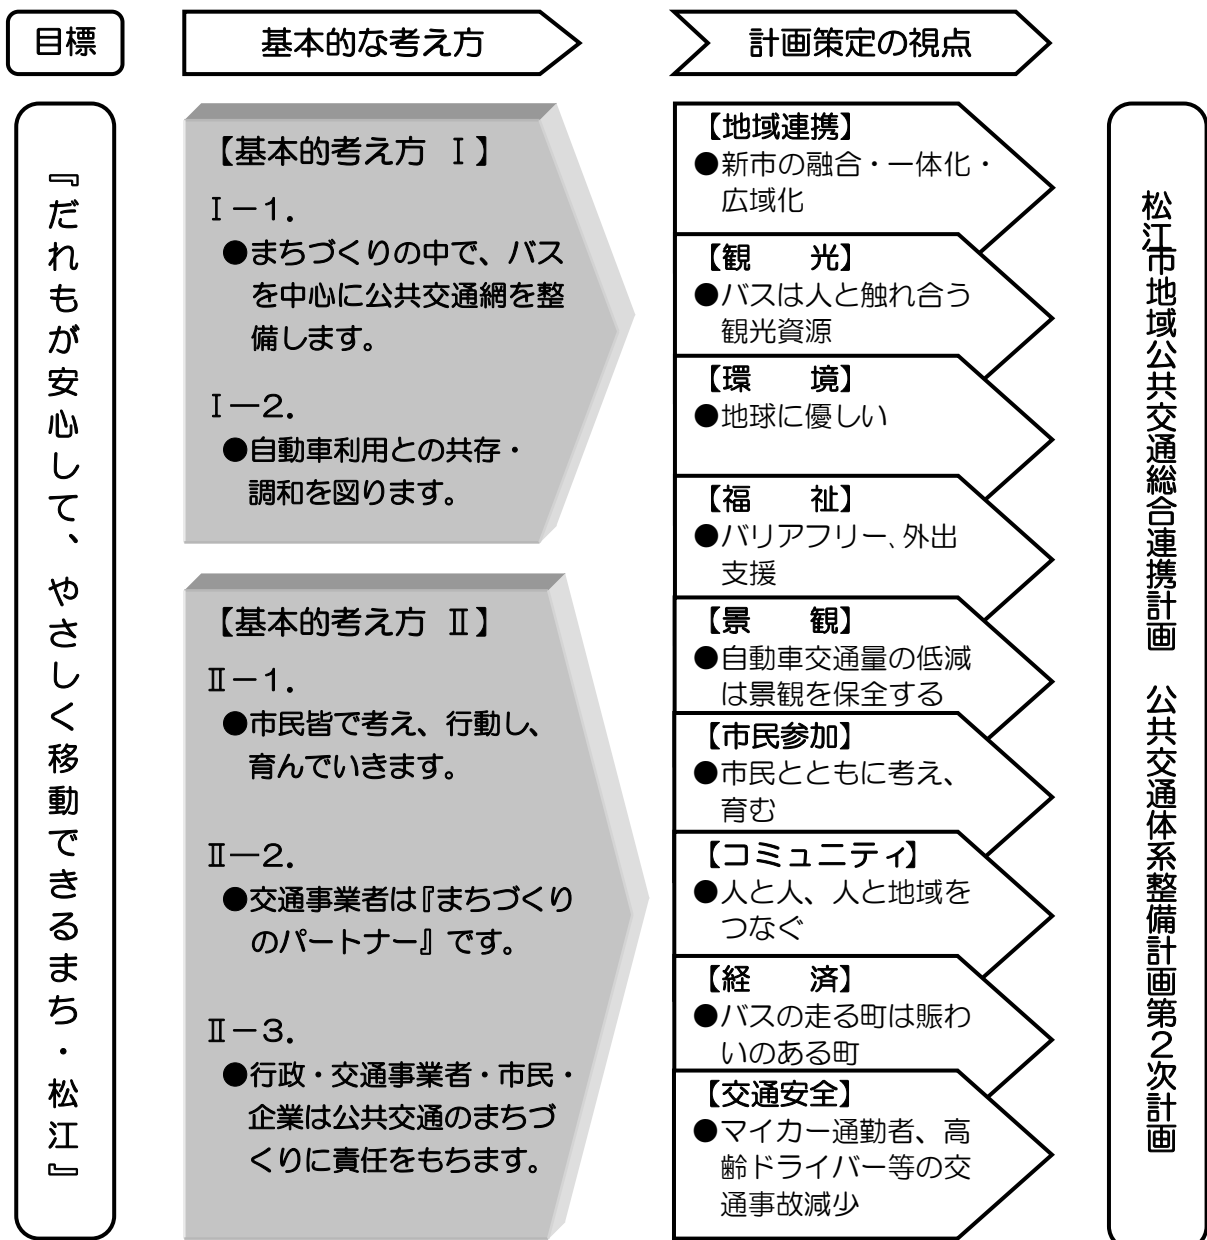 目標
基本的な考え方
計画策定の視点
『だれもが安心して、やさしく移動できるまち・松江』
【基本的考え方 Ⅰ】
Ⅰ－1．
●まちづくりの中で、バス
を中心に公共交通網を整
備します。
Ⅰ―2．
●自動車利用との共存・
調和を図ります。
【基本的考え方 Ⅱ】
Ⅱ－1．
●市民皆で考え、行動し、
育んでいきます。
Ⅱ―2．
●交通事業者は『まちづくり
のパートナー』です。
Ⅱ－3．
●行政・交通事業者・市民・
企業は公共交通のまちづ
くりに責任をもちます。
【地域連携】
●新市の融合・一体化・
広域化
【観　　光】
●バスは人と触れ合う
観光資源
【環　　境】
●地球に優しい
【福　　祉】
●バリアフリー、外出
支援
【景　　観】
●自動車交通量の低減
は景観を保全する
【市民参加】
●市民とともに考え、
育む
【コミュニティ】
●人と人、人と地域を
つなぐ
【経　　済】
●バスの走る町は賑わ
いのある町
【交通安全】
●マイカー通勤者、高
齢ドライバー等の交
通事故減少
松江市地域公共交通総合連携計画　公共交通体系整備計画第２次計画